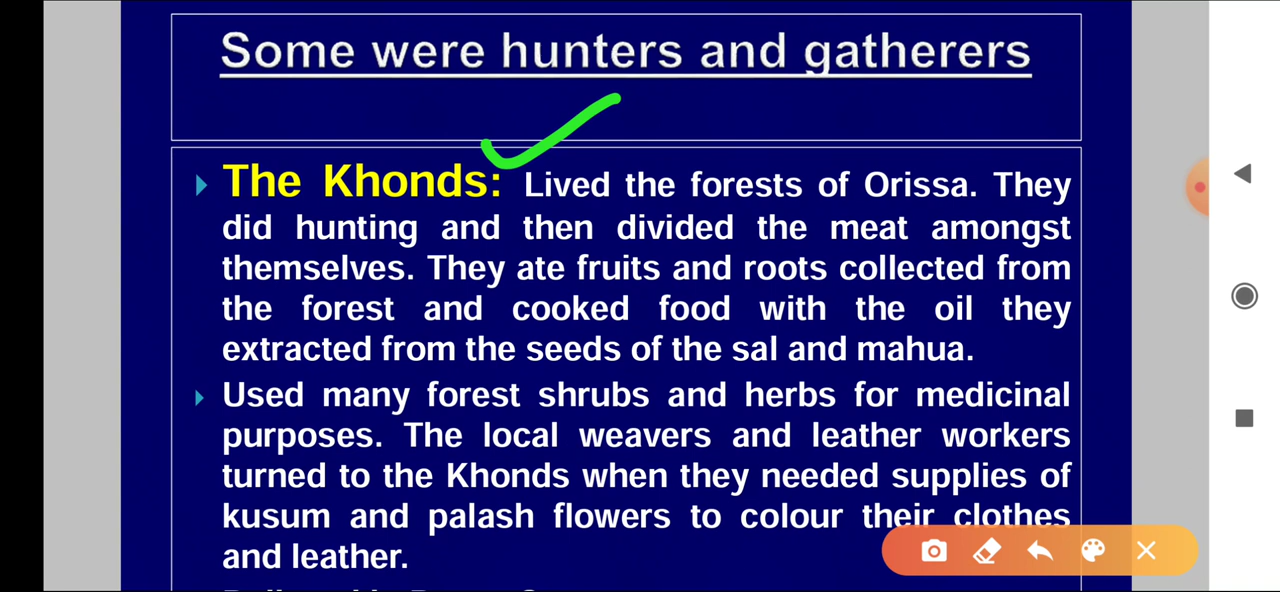 Some were hunters and gatherers
The Khonds: Lived the forests of Orissa. They
did hunting and then divided the meat amongst
themselves. They ate fruits and roots collected from
the forest and cooked food with the oil they
extracted from the seeds of the sal and mahua.
Used many forest shrubs and herbs for medicinal
purposes. The local weavers and leather workers
turned to the Khonds when they needed supplies of
kusum and palash flowers to colour their clothes
and leather.